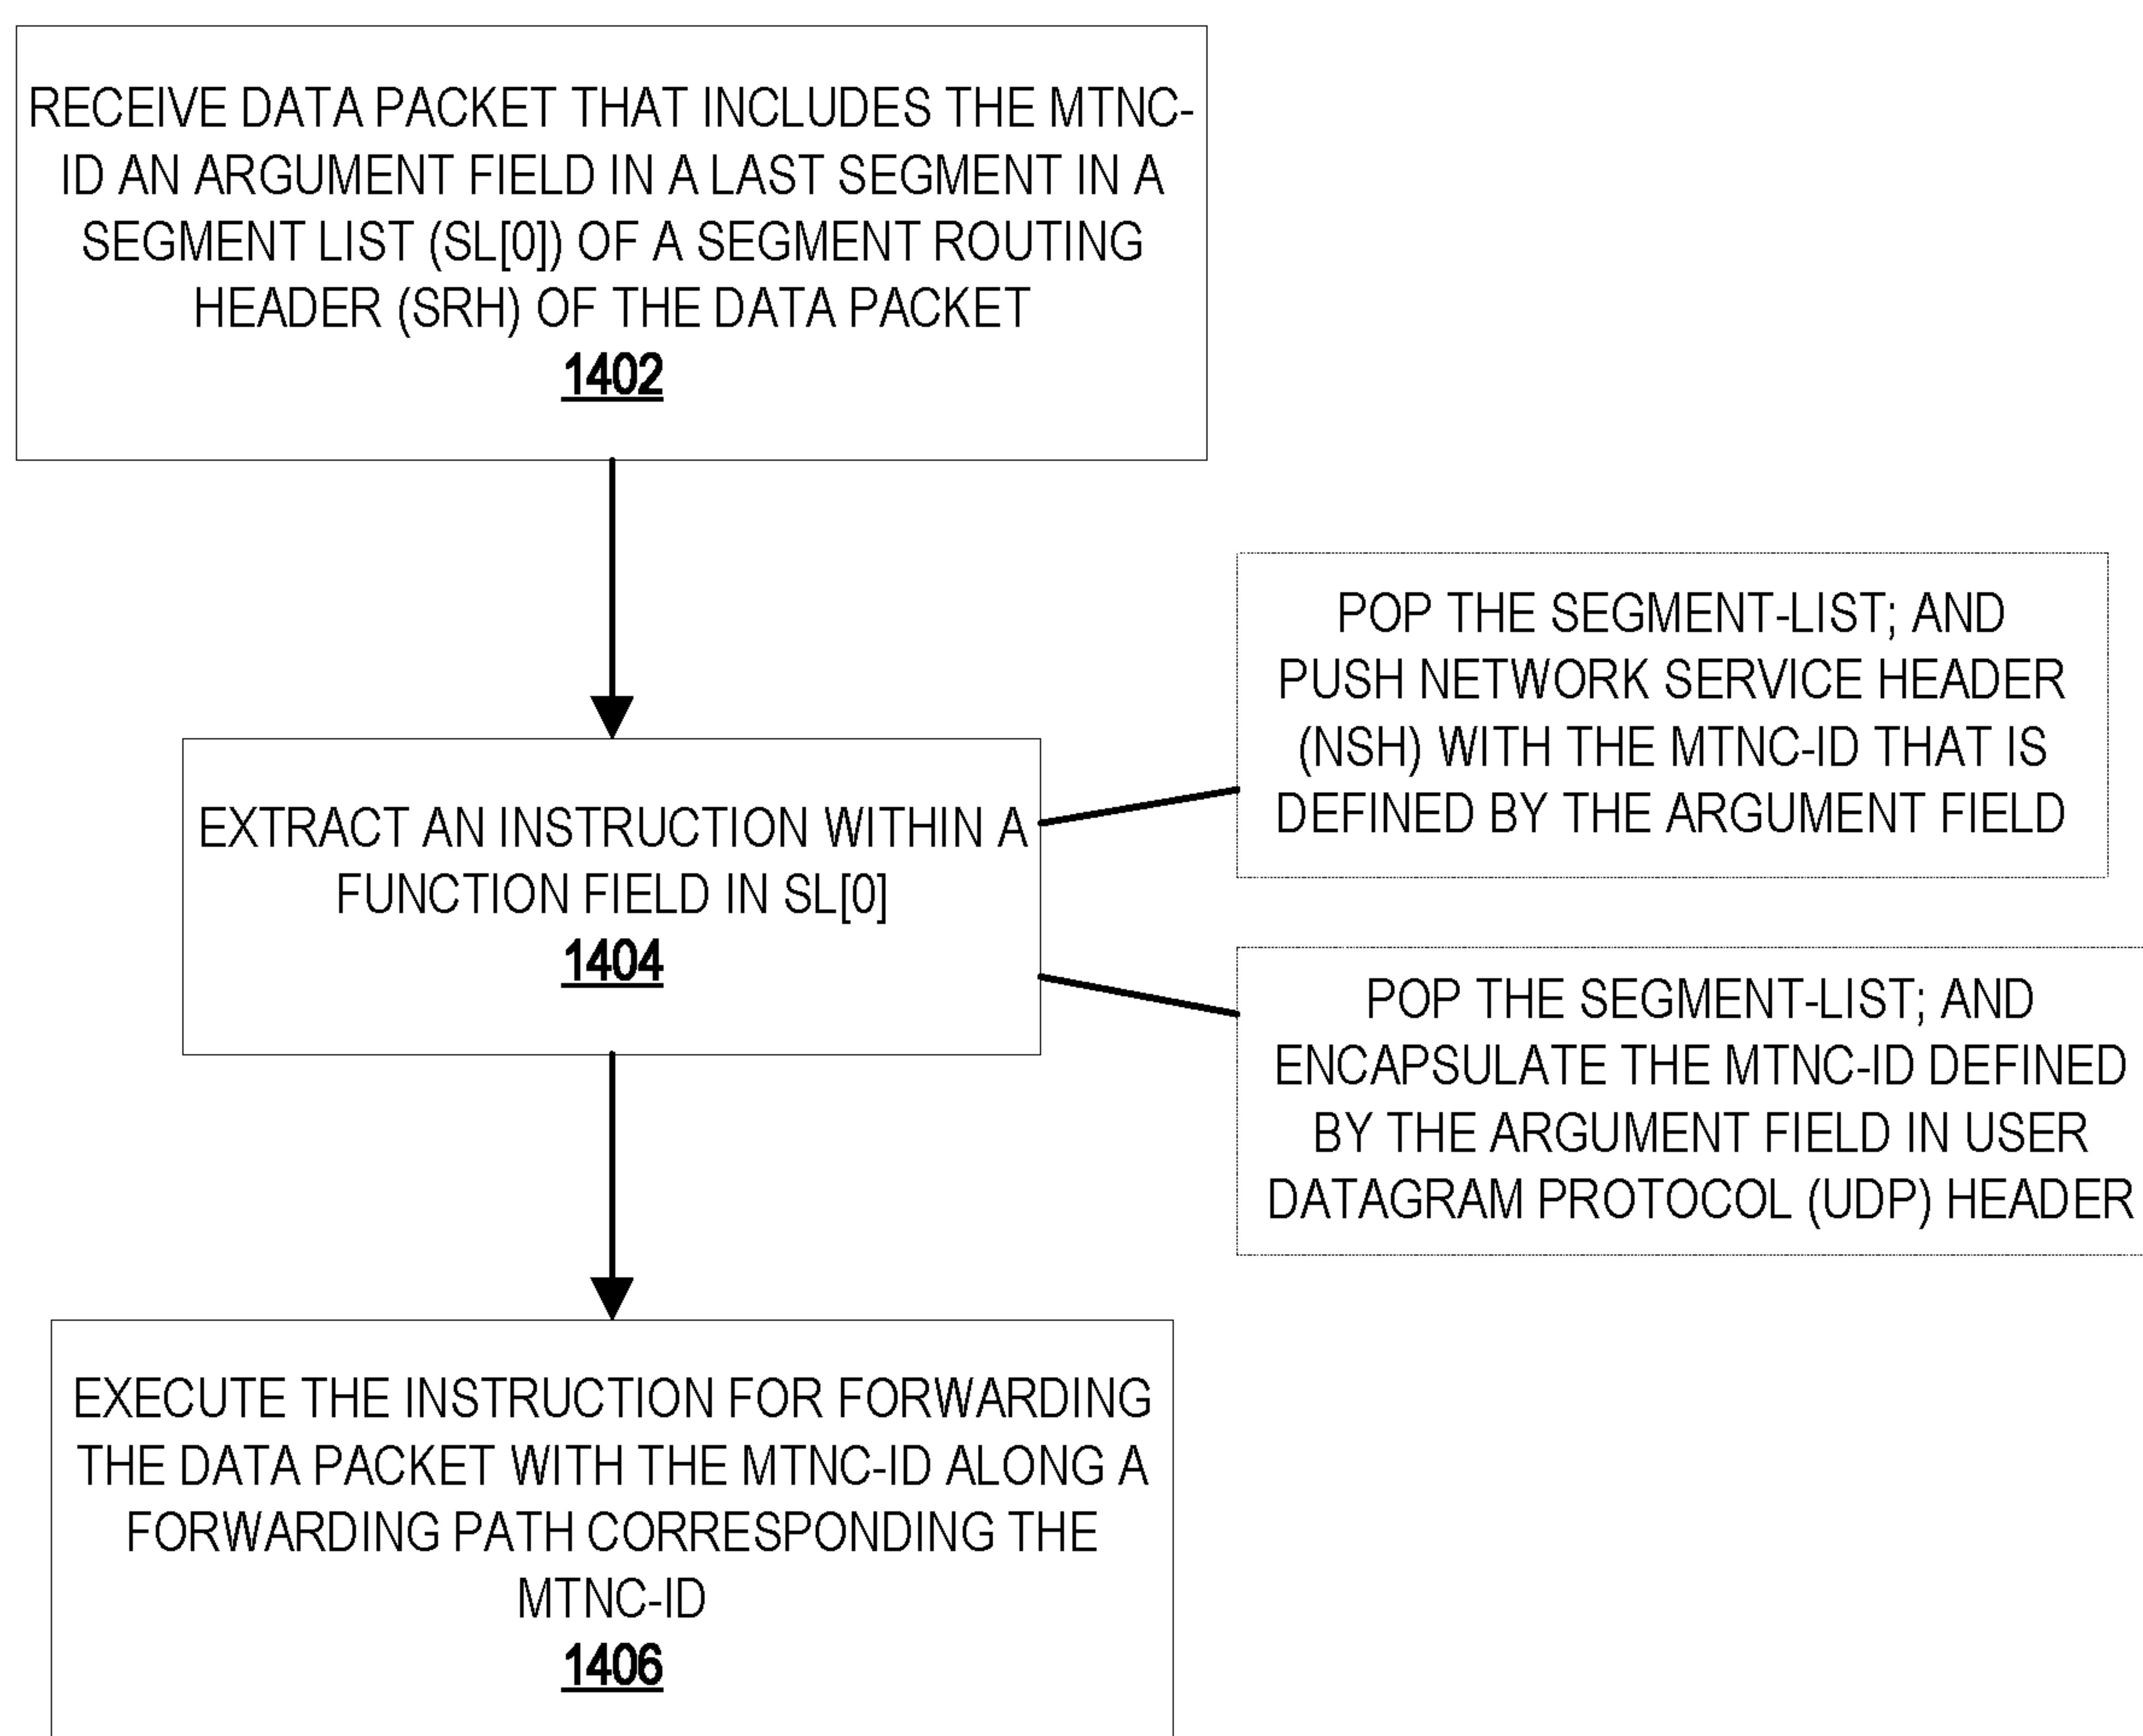 RECEIVE DATA PACKET THAT INCLUDES THE MTNC-
ID AN ARGUMENT FIELD IN A LAST SEGMENT IN A
SEGMENT LIST (SL[0]) OF A SEGMENT ROUTING
HEADER (SRH) OF THE DATA PACKET
1402
EXTRACT AN INSTRUCTION WITHIN A
FUNCTION FIELD IN SL[0]
1404
POP THE SEGMENT-LIST; AND
PUSH NETWORK SERVICE HEADER
(NSH) WITH THE MTNC-ID THAT IS
DEFINED BY THE ARGUMENT FIELD
POP THE SEGMENT-LIST; AND
ENCAPSULATE THE MTNC-ID DEFINED
BY THE ARGUMENT FIELD IN USER
DATAGRAM PROTOCOL (UDP) HEADER
EXECUTE THE INSTRUCTION FOR FORWARDING
THE DATA PACKET WITH THE MTNC-ID ALONG A
FORWARDING PATH CORRESPONDING THE
MTNC-ID
1406